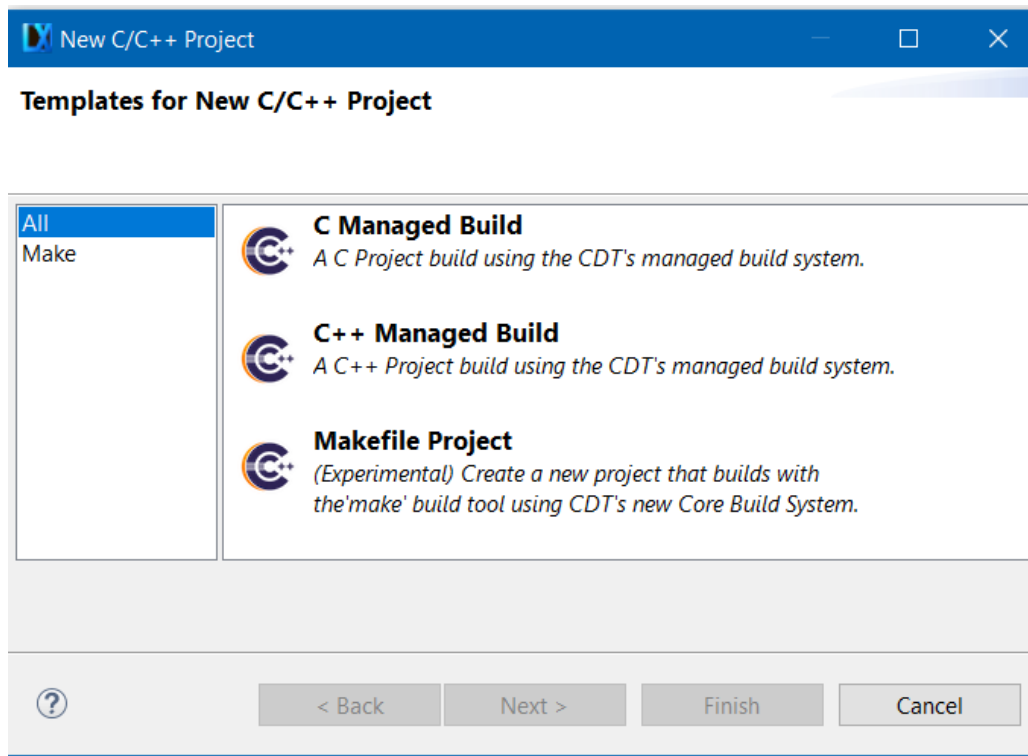 New C/C++ Project
Templates for New C/C++ Project
All
Make
C Managed Build
A C Project build using the CDT's managed build system.
C++ Managed Build
A C++ Project build using the CDT's managed build system.
Makefile Project
(Experimental) Create a new project that builds with
the'make' build tool using CDT's new Core Build System.
?
< Back
Next >
Finish
Cancel